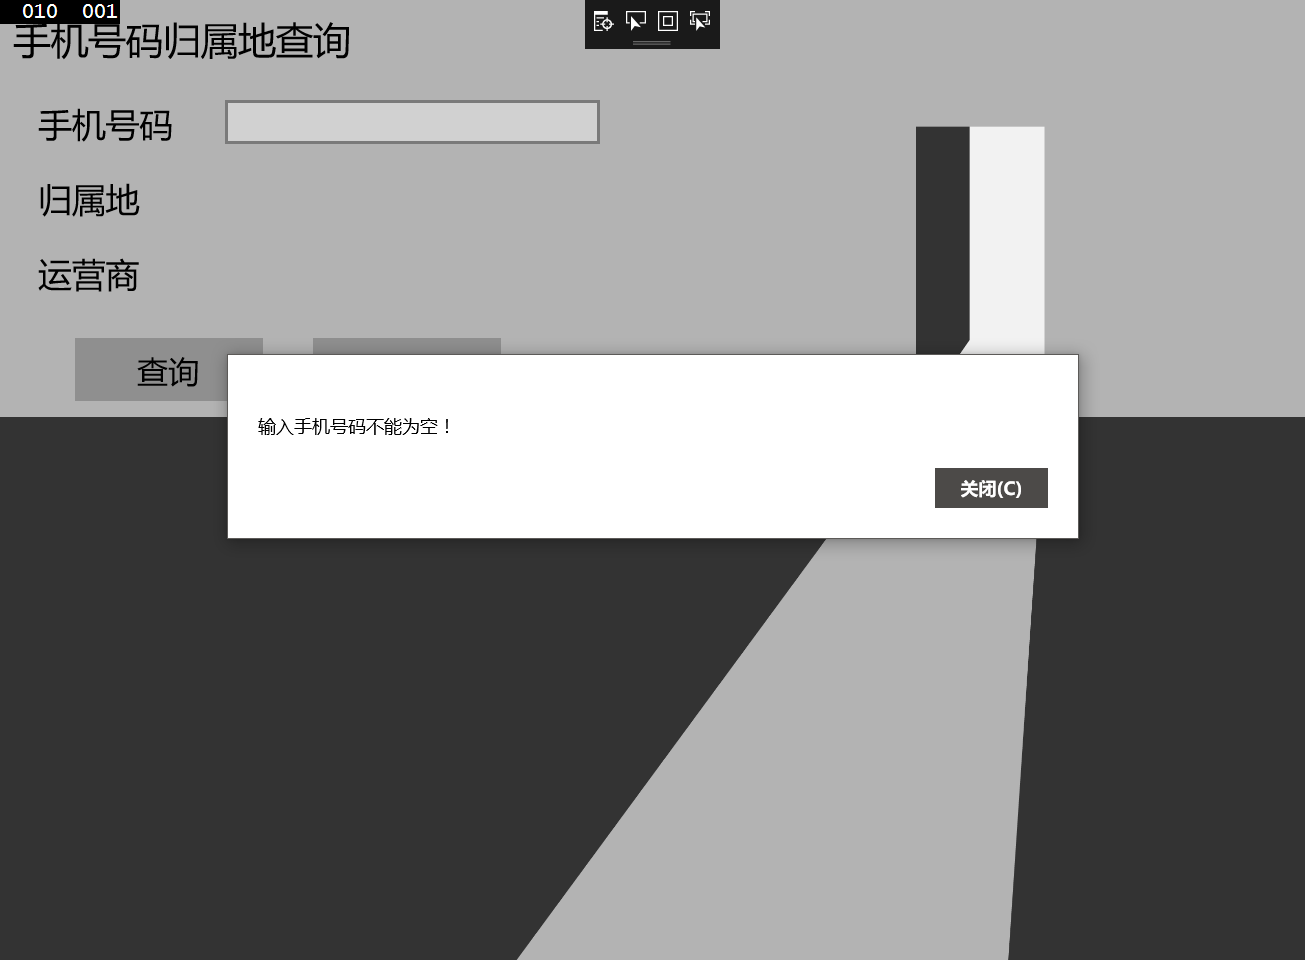 010 001
手机号码归属地查询
手机号码
归属地
运营商
查询
输入手机号码不能为空！
关闭(C)